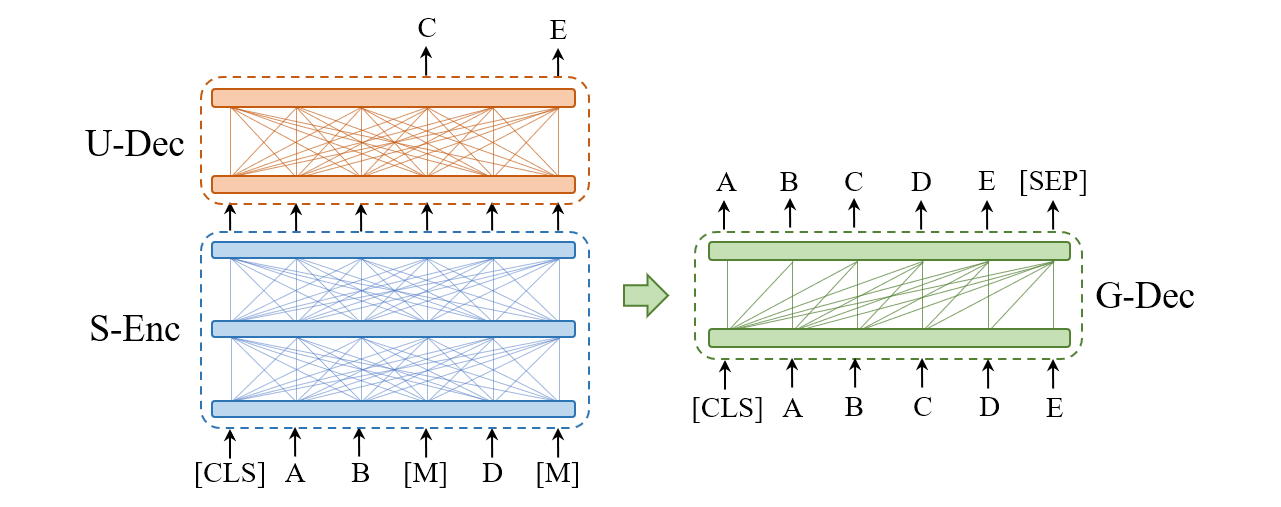 C E
U-Dec
S-Enc
[CLS] A B [M] D [M]
A B C D E [SEP]
G-Dec
[CLS] A B C D E